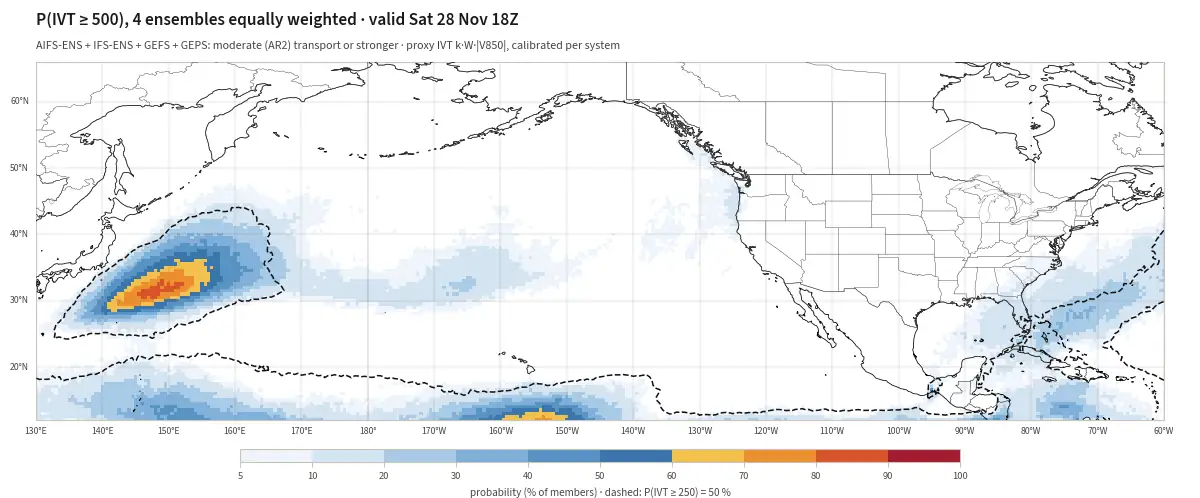 P(IVT ≥ 500), 4 ensembles equally weighted · valid Sat 28 Nov 18Z
AIFS-ENS + IFS-ENS + GEFS + GEPS: moderate (AR2) transport or stronger · proxy IVT k·W·|V850|, calibrated per system
60°N
50°N
40°N
30°N
20°N
130°E 140°E 150°E 160°E 170°E 180° 170°W 160°W 150°W 140°W 130°W 120°W 110°W 100°W 90°W 80°W 70°W 60°W
5 10 20 30 40 50 60 70 80 90 100
probability (% of members) · dashed: P(IVT ≥ 250) = 50 %